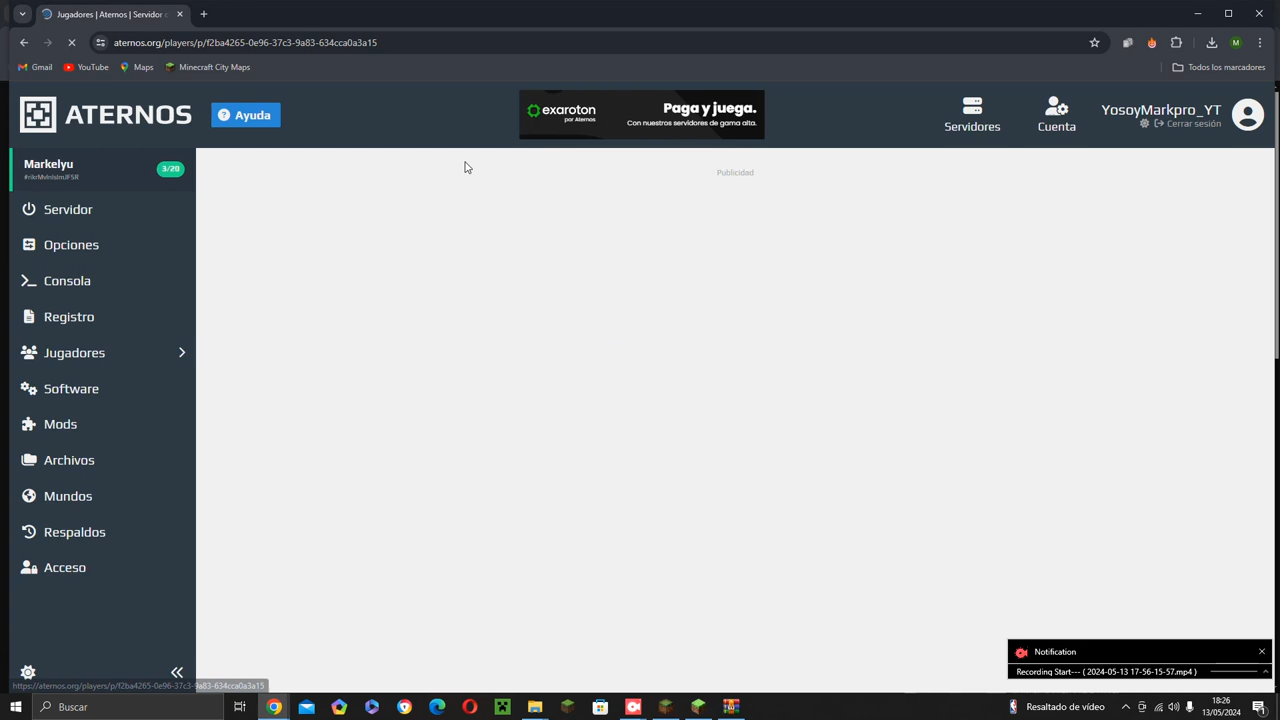 Jugadores | Aternos | Servidor d
aternos.org/players/p/f2ba4265-0e96-37c3-9a83-634cca0a3a15
M
Gmail
YouTube
Maps
Minecraft City Maps
Todos los marcadores
ATERNOS
Ayuda
exaroton
por Aternos
Paga y juega.
Con nuestros servidores de gama alta.
Servidores
Cuenta
YosoyMarkpro_YT
Cerrar sesión
Markelyu
3/20
Publicidad
Servidor
Opciones
Consola
Registro
Jugadores
Software
Mods
Archivos
Mundos
Respaldos
Acceso
Notification
Recording Start--- ( 2024-05-13 17-56-15-57.mp4 )
https://aternos.org/players/p/f2ba4265-0e96-37c3-9a83-634cca0a3a15
Buscar
Resaltado de vídeo
18:26
13/05/2024
1